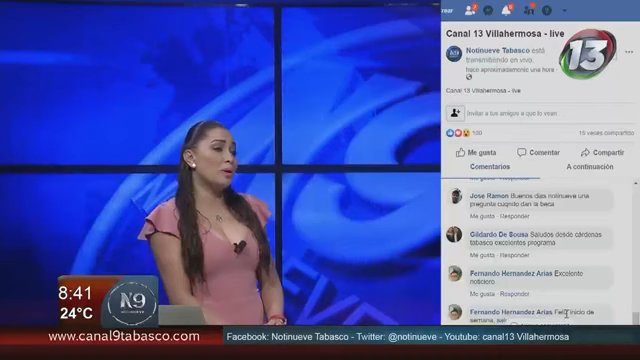 Canal 13 Villahermosa - live
13
Notinueve Tabasco está
transmitiendo en vivo.
hace aproximadamente una hora ·
Canal 13 Villahermosa - live
Invitar a tus amigos a que lo vean.
15 veces compartido
Me gusta Comentar Compartir
Comentarios A continuación
Jose Ramon Buenos dias notinueve una
pregunta cuando dan la beca
Me gusta · Responder
Gildardo De Sousa Saludos desde cárdenas
tabasco excelentes programa
Me gusta · Responder
Fernando Hernandez Arias Excelente
noticiero
Me gusta · Responder
Fernando Hernandez Arias Feliz inicio de
semana,
8:41
24°C
N9
www.canal9tabasco.com
Facebook: Notinueve Tabasco - Twitter: @notinueve - Youtube: canal13 Villahermosa